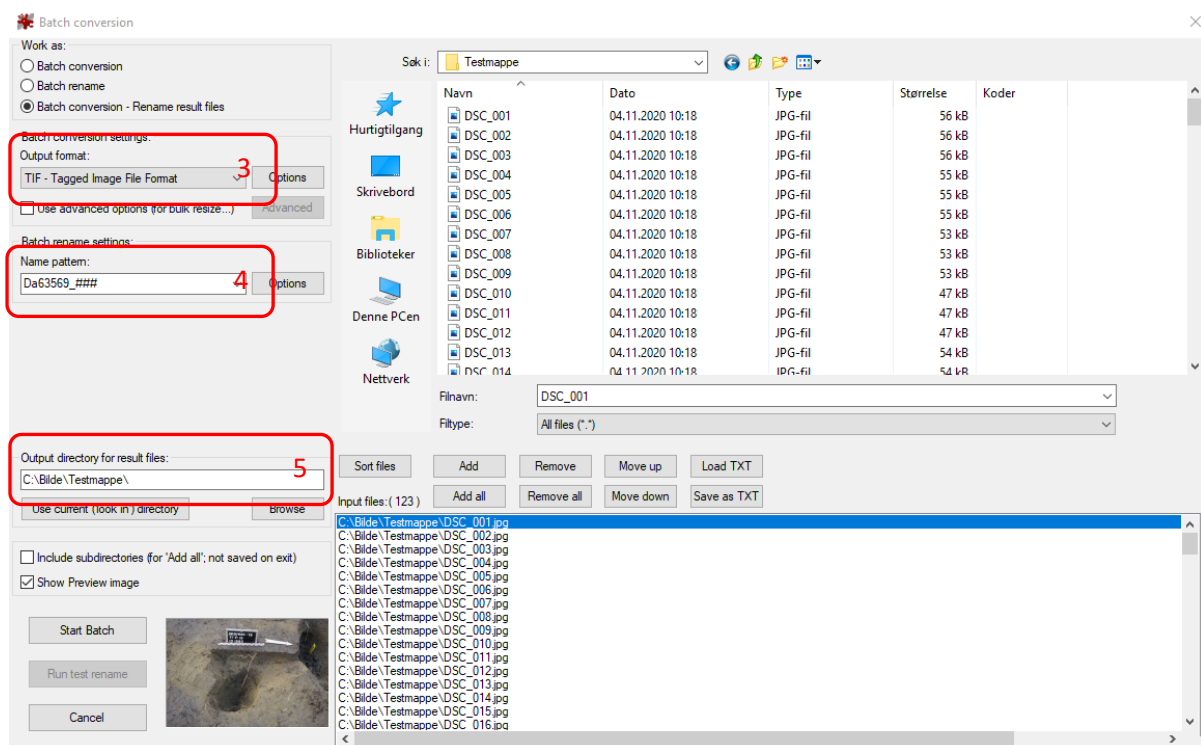 Batch conversion
Work as:
Batch conversion
Batch rename
Batch conversion - Rename result files
Batch conversion settings:
Output format:
3
TIF - Tagged Image File Format
Options
Use advanced options (for bulk resize...)
Advanced
Batch rename settings:
Name pattern:
Da63569_###
4
Options
Output directory for result files:
5
C:\Bilde\Testmappe\
Use current ('look in') directory
Browse
Include subdirectories (for 'Add all'; not saved on exit)
Show Preview image
Start Batch
Run test rename
Cancel
Søk i:
Testmappe
Hurtigtilgang
Skrivebord
Biblioteker
Denne PCen
Nettverk
Navn Dato Type Størrelse Koder
DSC_001 04.11.2020 10:18 JPG-fil 56 kB
DSC_002 04.11.2020 10:18 JPG-fil 56 kB
DSC_003 04.11.2020 10:18 JPG-fil 56 kB
DSC_004 04.11.2020 10:18 JPG-fil 55 kB
DSC_005 04.11.2020 10:18 JPG-fil 55 kB
DSC_006 04.11.2020 10:18 JPG-fil 55 kB
DSC_007 04.11.2020 10:18 JPG-fil 53 kB
DSC_008 04.11.2020 10:18 JPG-fil 53 kB
DSC_009 04.11.2020 10:18 JPG-fil 53 kB
DSC_010 04.11.2020 10:18 JPG-fil 47 kB
DSC_011 04.11.2020 10:18 JPG-fil 47 kB
DSC_012 04.11.2020 10:18 JPG-fil 47 kB
DSC_013 04.11.2020 10:18 JPG-fil 54 kB
DSC_014 04.11.2020 10:18 JPG-fil 54 kB
Filnavn: DSC_001
Filtype: All files (*.*)
Sort files Add Remove Move up Load TXT
Input files:( 123 ) Add all Remove all Move down Save as TXT
C:\Bilde\Testmappe\DSC_001.jpg
C:\Bilde\Testmappe\DSC_002.jpg
C:\Bilde\Testmappe\DSC_003.jpg
C:\Bilde\Testmappe\DSC_004.jpg
C:\Bilde\Testmappe\DSC_005.jpg
C:\Bilde\Testmappe\DSC_006.jpg
C:\Bilde\Testmappe\DSC_007.jpg
C:\Bilde\Testmappe\DSC_008.jpg
C:\Bilde\Testmappe\DSC_009.jpg
C:\Bilde\Testmappe\DSC_010.jpg
C:\Bilde\Testmappe\DSC_011.jpg
C:\Bilde\Testmappe\DSC_012.jpg
C:\Bilde\Testmappe\DSC_013.jpg
C:\Bilde\Testmappe\DSC_014.jpg
C:\Bilde\Testmappe\DSC_015.jpg
C:\Bilde\Testmappe\DSC_016.jpg